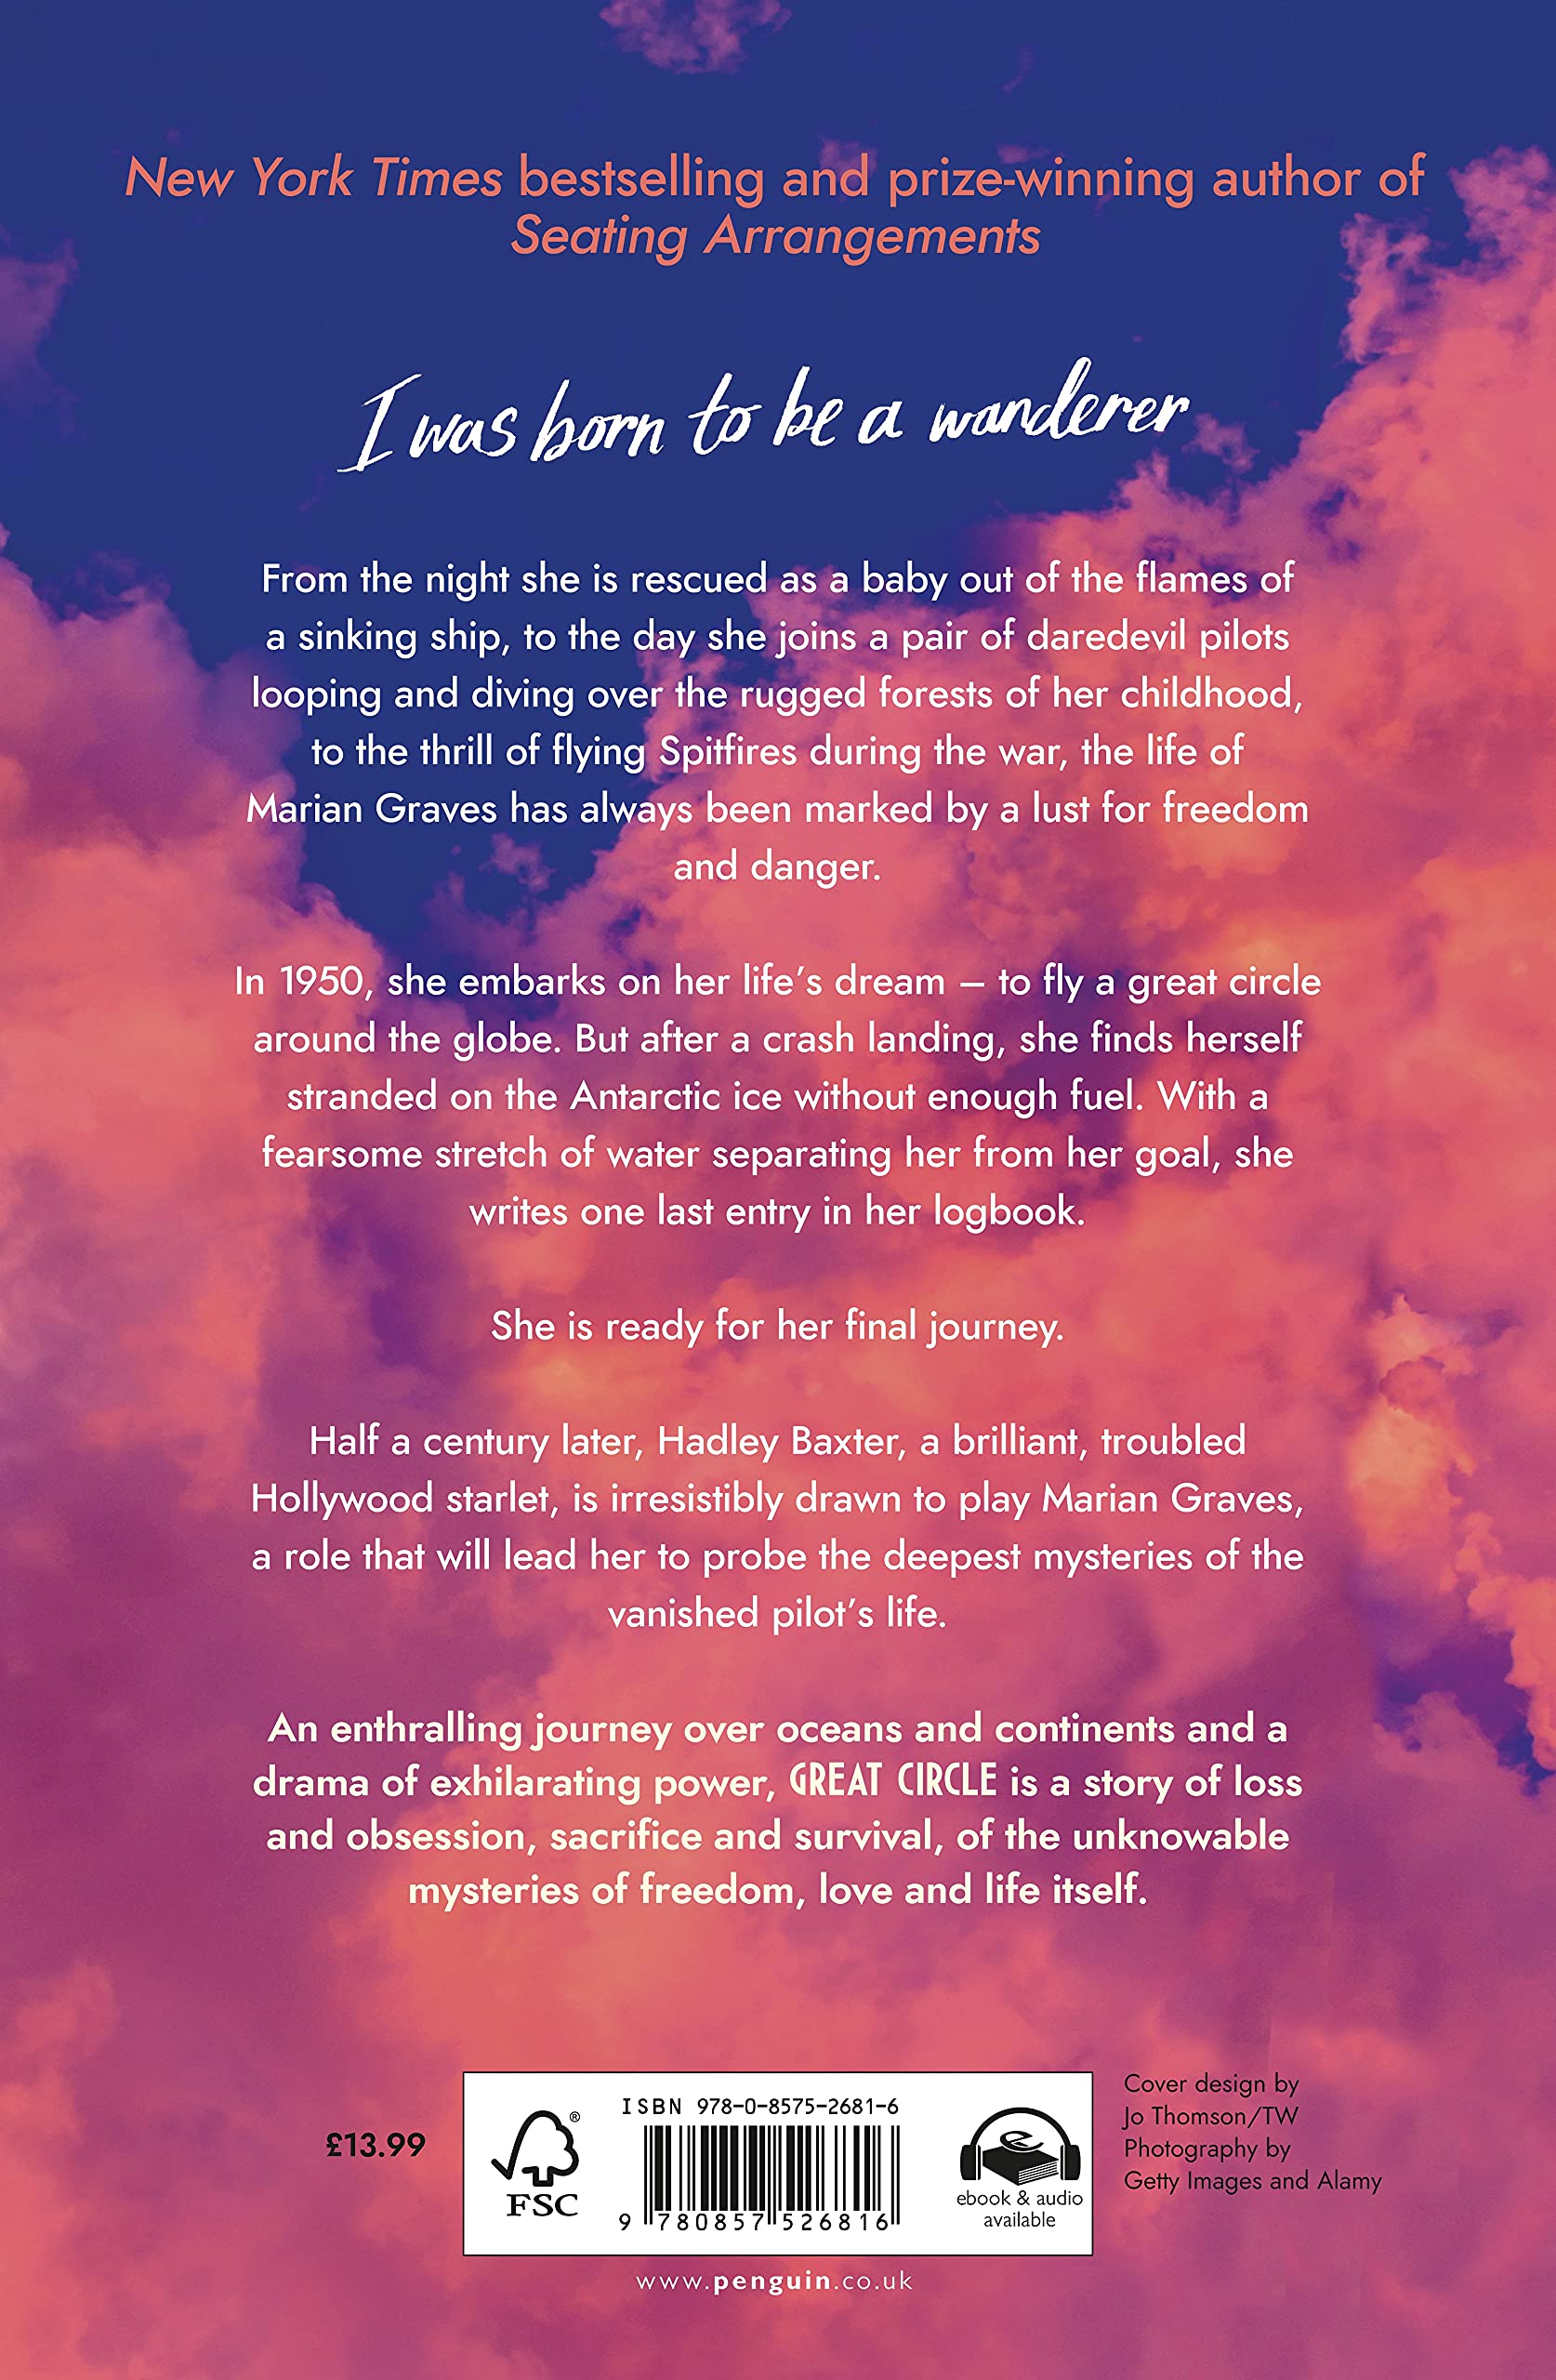 New York Times bestselling and prize-winning author of
Seating Arrangements
I was born to be a wanderer
From the night she is rescued as a baby out of the flames of
a sinking ship, to the day she joins a pair of daredevil pilots
looping and diving over the rugged forests of her childhood,
to the thrill of flying Spitfires during the war, the life of
Marian Graves has always been marked by a lust for freedom
and danger.
In 1950, she embarks on her life’s dream – to fly a great circle
around the globe. But after a crash landing, she finds herself
stranded on the Antarctic ice without enough fuel. With a
fearsome stretch of water separating her from her goal, she
writes one last entry in her logbook.
She is ready for her final journey.
Half a century later, Hadley Baxter, a brilliant, troubled
Hollywood starlet, is irresistibly drawn to play Marian Graves,
a role that will lead her to probe the deepest mysteries of the
vanished pilot’s life.
An enthralling journey over oceans and continents and a
drama of exhilarating power, GREAT CIRCLE is a story of loss
and obsession, sacrifice and survival, of the unknowable
mysteries of freedom, love and life itself.
£13.99
®
FSC
ISBN 978-0-8575-2681-6
9 780857 526816
e
ebook & audio
available
Cover design by
Jo Thomson/TW
Photography by
Getty Images and Alamy
www.penguin.co.uk